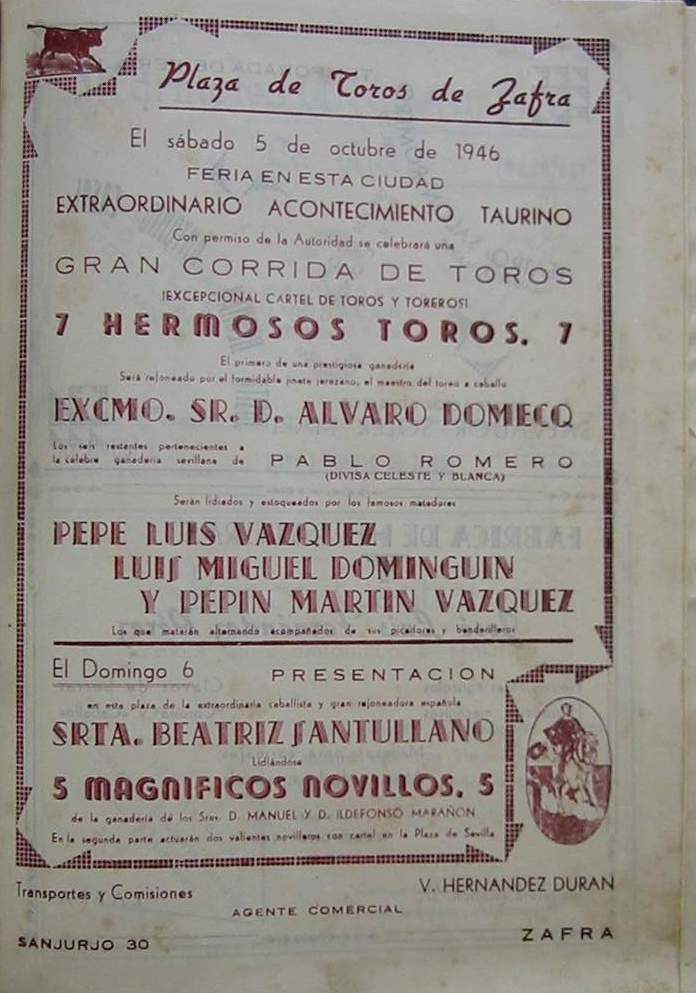 Plaza de Toros de Zafra
El sábado 5 de octubre de 1946
FERIA EN ESTA CIUDAD
EXTRAORDINARIO ACONTECIMIENTO TAURINO
Con permiso de la Autoridad se celebrará una
GRAN CORRIDA DE TOROS
¡EXCEPCIONAL CARTEL DE TOROS Y TOREROS!
7 HERMOSOS TOROS. 7
El primero de una prestigiosa ganadería
Será rejoneado por el formidable jinete jerezano, el maestro del toreo a caballo
EXCMO. SR. D. ALVARO DOMECQ
Los seis restantes pertenecientes a
la célebre ganadería sevillana de PABLO ROMERO
(DIVISA CELESTE Y BLANCA)
Serán lidiados y estoqueados por los famosos matadores
PEPE LUIS VAZQUEZ
LUIS MIGUEL DOMINGUIN
Y PEPIN MARTIN VAZQUEZ
Los que matarán alternando acompañados de sus picadores y banderilleros
El Domingo 6 PRESENTACION
en esta plaza de la extraordinaria caballista y gran rejoneadora española
SRTA. BEATRIZ SANTULLANO
Lidiándose
5 MAGNIFICOS NOVILLOS. 5
de la ganadería de los Sres. D. MANUEL Y D. ILDEFONSO MARAÑON
En la segunda parte actuarán dos valientes novilleros con cartel en la Plaza de Sevilla
Transportes y Comisiones V. HERNANDEZ DURAN
AGENTE COMERCIAL
SANJURJO 30 ZAFRA